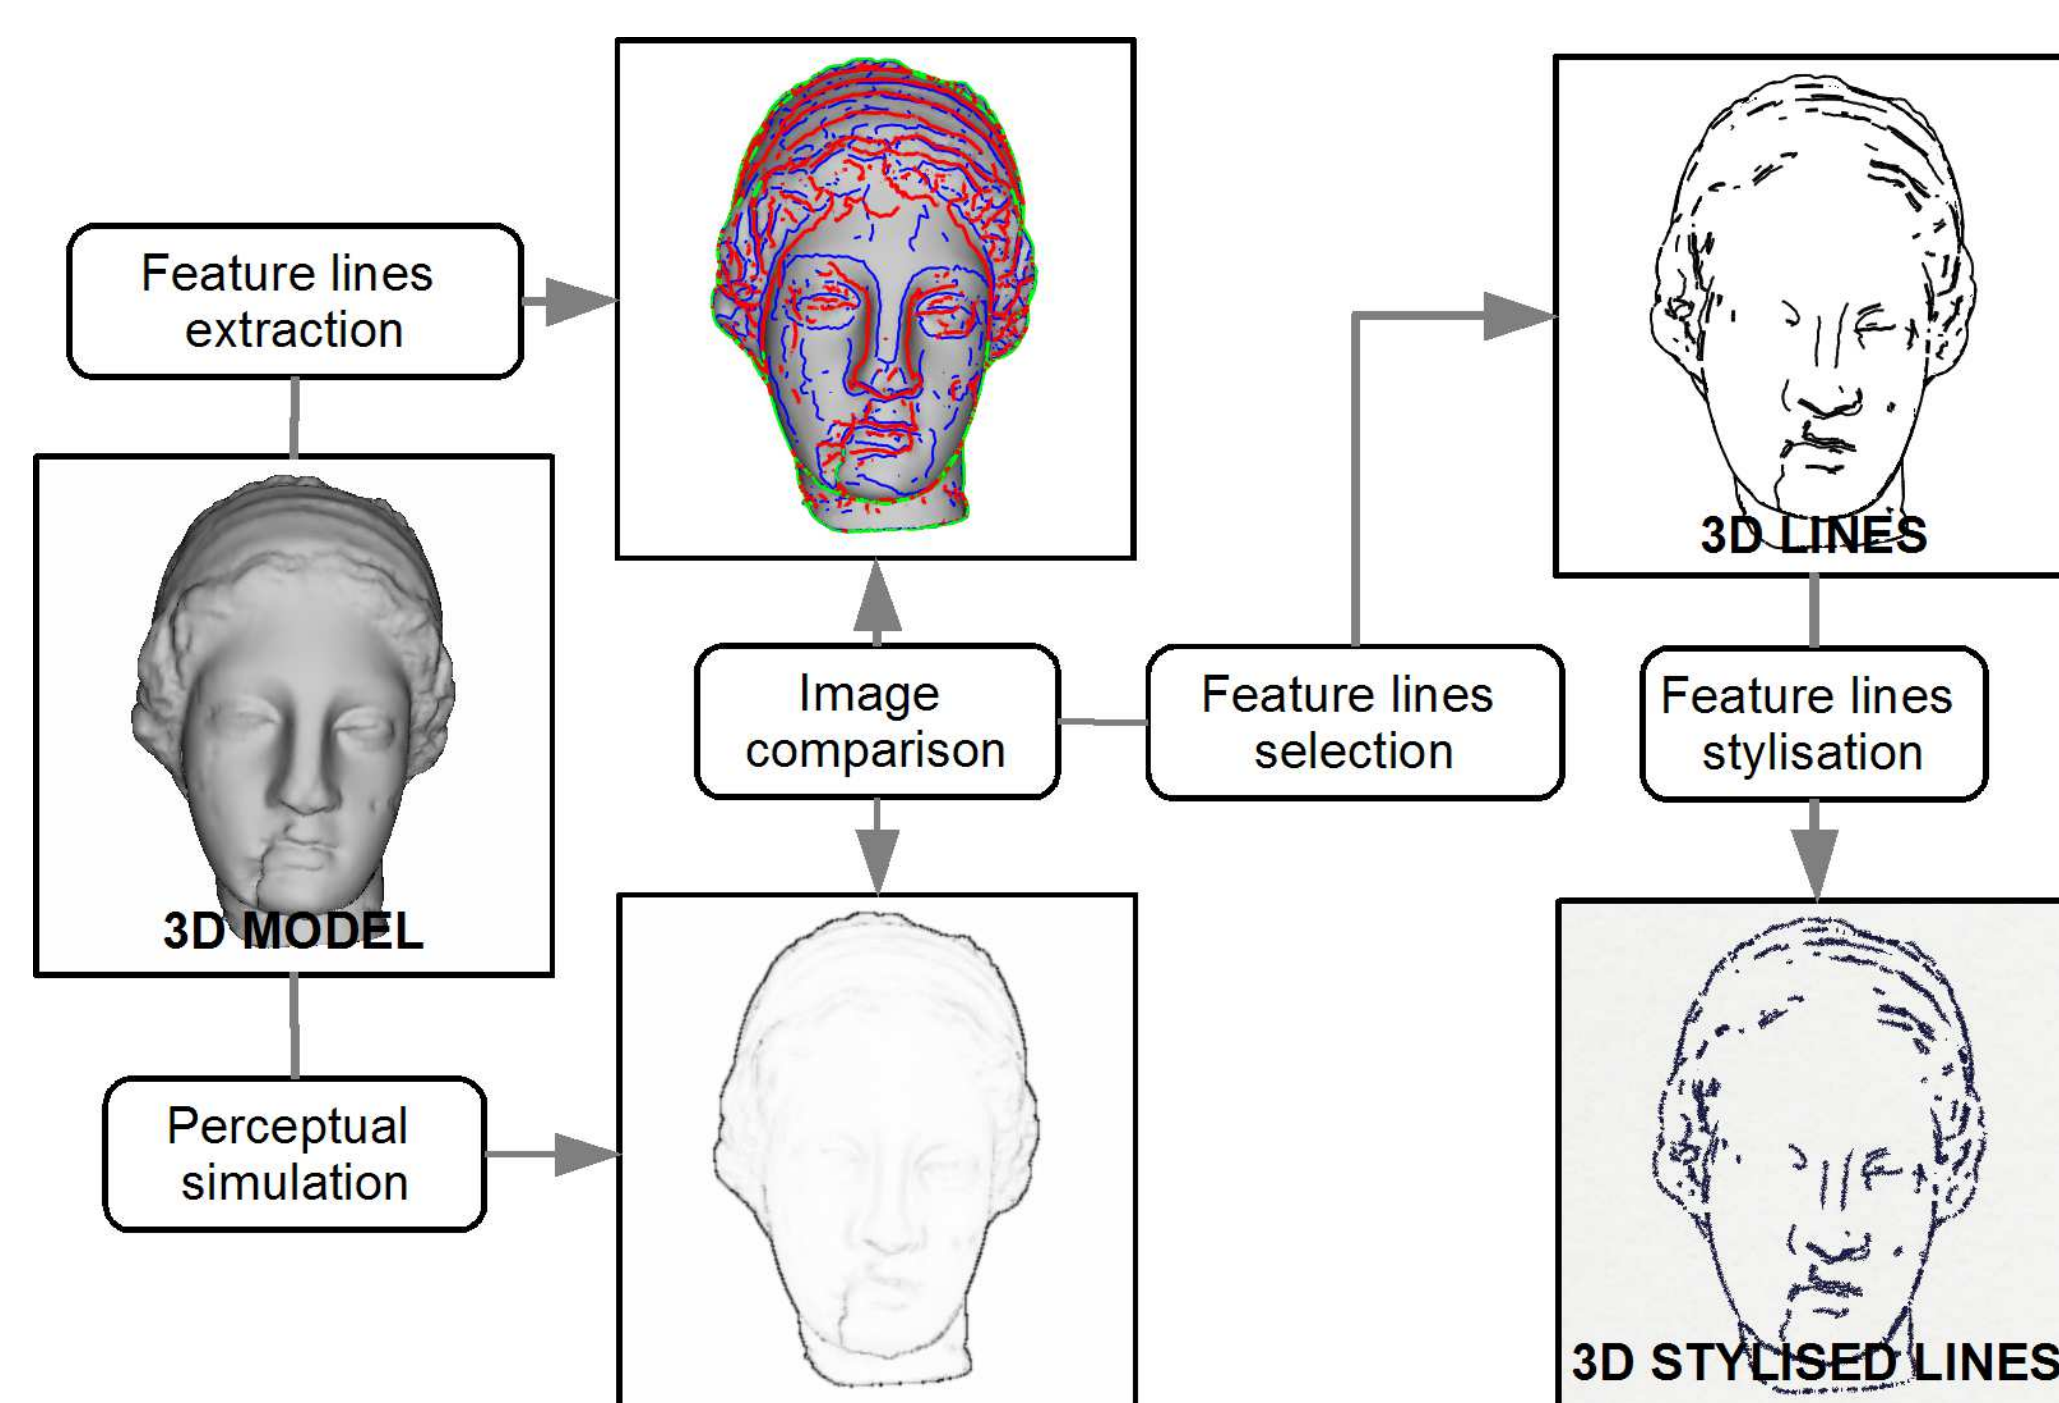 Feature lines
extraction
3D MODEL
Perceptual
simulation
Image
comparison
Feature lines
selection
3D LINES
Feature lines
stylisation
3D STYLISED LINES